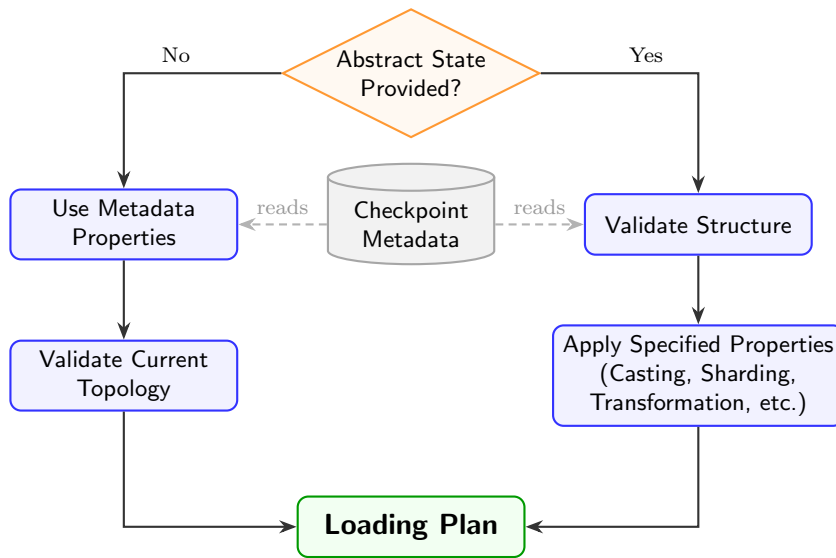 Abstract State
Provided?
No
Yes
Use Metadata
Properties
reads
Checkpoint
Metadata
reads
Validate Structure
Validate Current
Topology
Apply Specified Properties
(Casting, Sharding,
Transformation, etc.)
Loading Plan